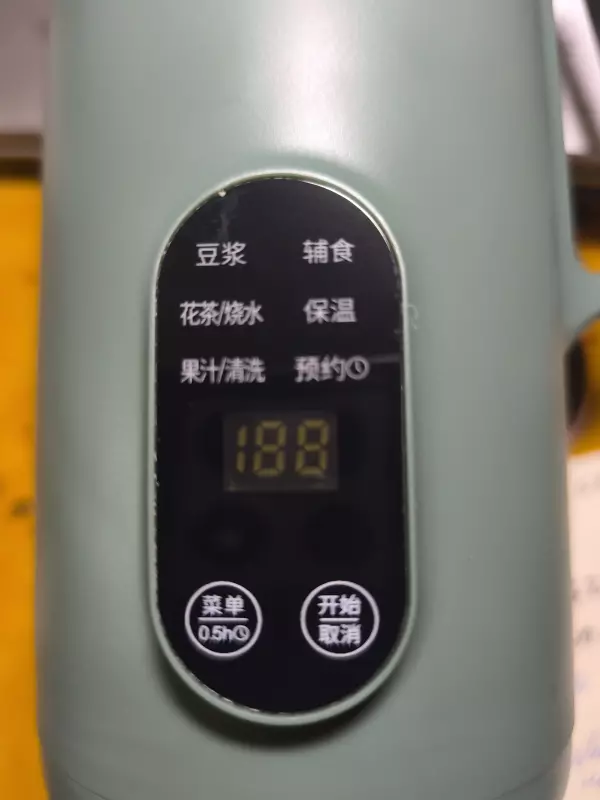 豆浆 辅食
花茶/烧水 保温
果汁/清洗 预约
188
菜单 开始
0.5h 取消